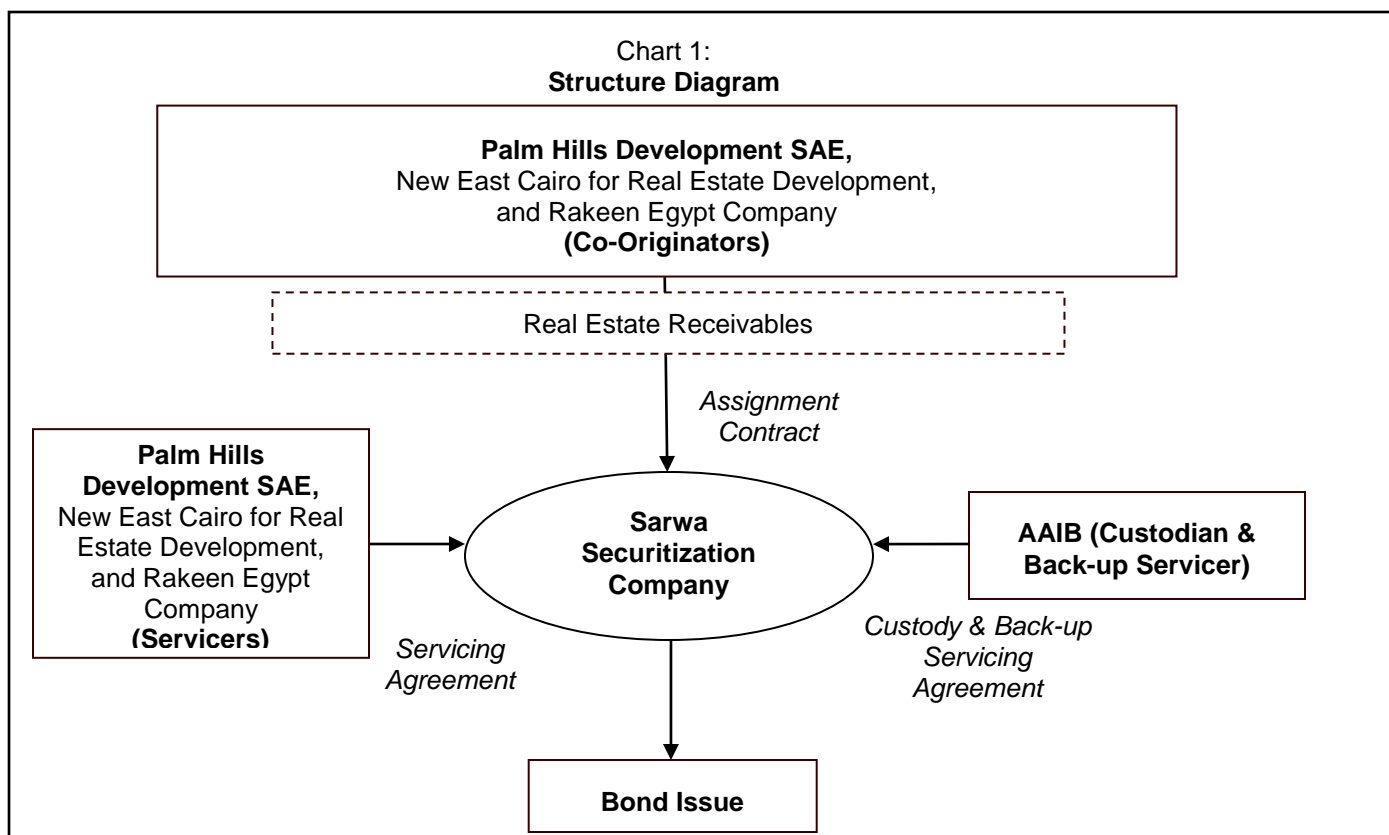 Chart 1:
Structure Diagram
Palm Hills Development SAE,
New East Cairo for Real Estate Development,
and Rakeen Egypt Company
(Co-Originators)
Real Estate Receivables
Assignment
Contract
Palm Hills
Development SAE,
New East Cairo for Real
Estate Development,
and Rakeen Egypt
Company
(Servicers)
Servicing
Agreement
Sarwa
Securitization
Company
AAIB (Custodian &
Back-up Servicer)
Custody & Back-up
Servicing
Agreement
Bond Issue